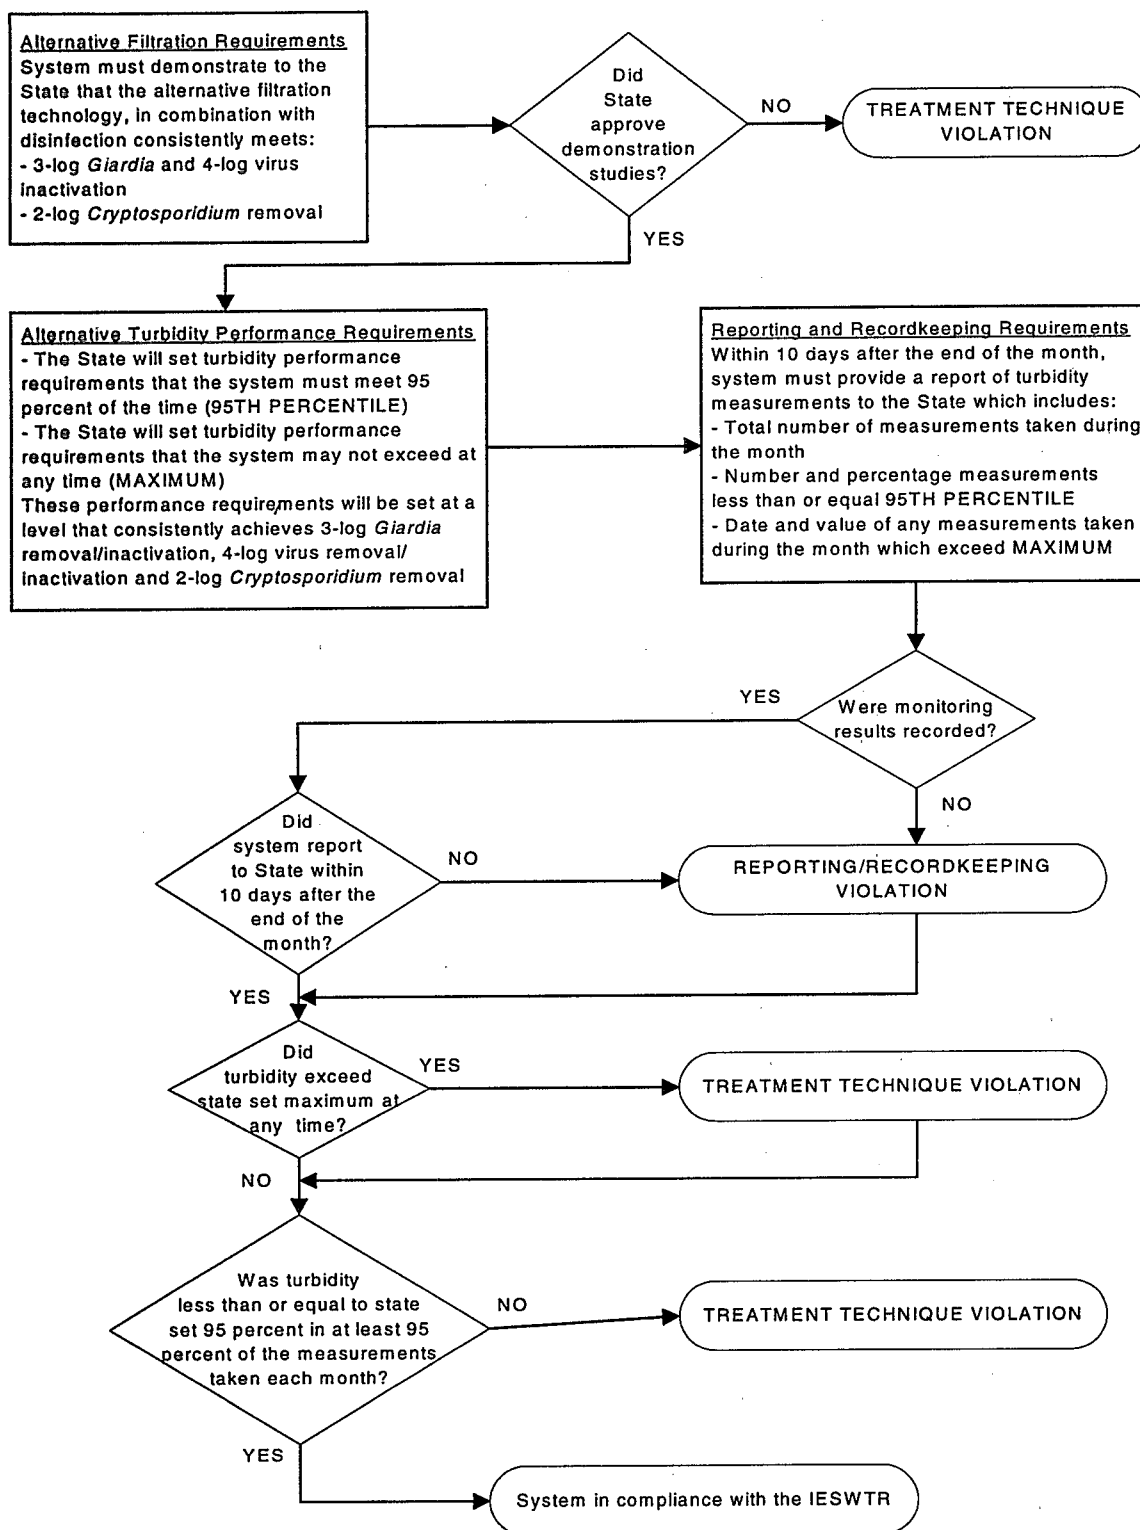 Alternative Filtration Requirements
System must demonstrate to the
State that the alternative filtration
technology, in combination with
disinfection consistently meets:
- 3-log Giardia and 4-log virus
inactivation
- 2-log Cryptosporidium removal
Did
State
approve
demonstration
studies?
NO
TREATMENT TECHNIQUE
VIOLATION
YES
Alternative Turbidity Performance Requirements
- The State will set turbidity performance
requirements that the system must meet 95
percent of the time (95TH PERCENTILE)
- The State will set turbidity performance
requirements that the system may not exceed at
any time (MAXIMUM)
These performance requirements will be set at a
level that consistently achieves 3-log Giardia
removal/inactivation, 4-log virus removal/
inactivation and 2-log Cryptosporidium removal
Reporting and Recordkeeping Requirements
Within 10 days after the end of the month,
system must provide a report of turbidity
measurements to the State which includes:
- Total number of measurements taken during
the month
- Number and percentage measurements
less than or equal 95TH PERCENTILE
- Date and value of any measurements taken
during the month which exceed MAXIMUM
Were monitoring
results recorded?
YES
NO
Did
system report
to State within
10 days after the
end of the
month?
NO
REPORTING/RECORDKEEPING
VIOLATION
YES
Did
turbidity exceed
state set maximum at
any time?
YES
TREATMENT TECHNIQUE VIOLATION
NO
Was turbidity
less than or equal to state
set 95 percent in at least 95
percent of the measurements
taken each month?
NO
TREATMENT TECHNIQUE VIOLATION
YES
System in compliance with the IESWTR